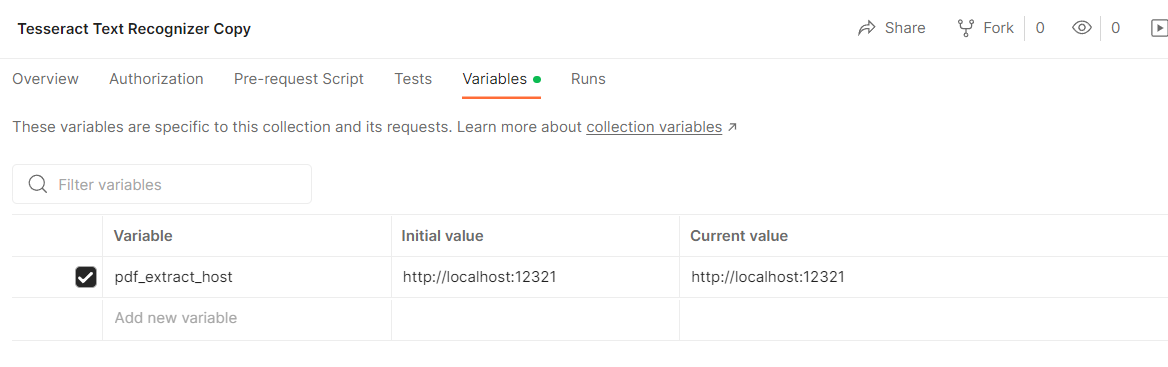 Tesseract Text Recognizer Copy
Share
Fork
0
0
Overview
Authorization
Pre-request Script
Tests
Variables
Runs
These variables are specific to this collection and its requests. Learn more about collection variables ↗
Filter variables
Variable
Initial value
Current value
pdf_extract_host
http://localhost:12321
http://localhost:12321
Add new variable